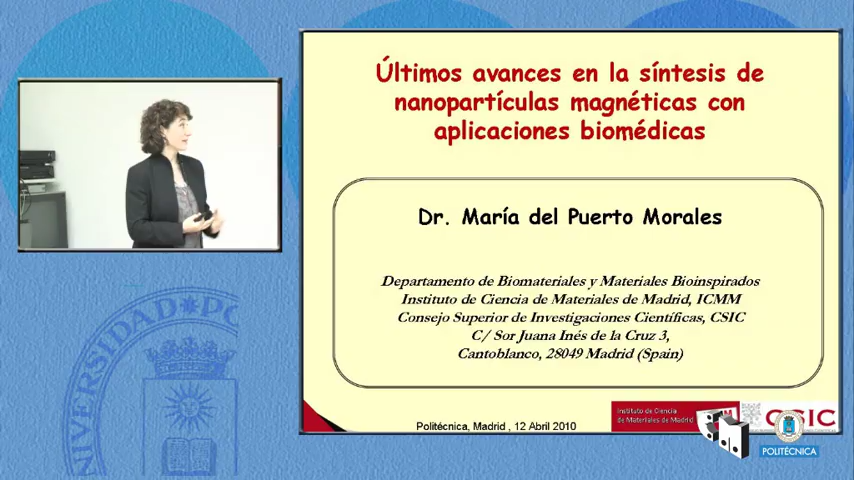 Últimos avances en la síntesis de
nanopartículas magnéticas con
aplicaciones biomédicas
Dr. María del Puerto Morales
Departamento de Biomateriales y Materiales Bioinspirados
Instituto de Ciencia de Materiales de Madrid, ICMM
Consejo Superior de Investigaciones Científicas, CSIC
C/ Sor Juana Inés de la Cruz 3,
Cantoblanco, 28049 Madrid (Spain)
Politécnica, Madrid , 12 Abril 2010
Instituto de Ciencia
de Materiales de Madrid
CSIC
POLITÉCNICA